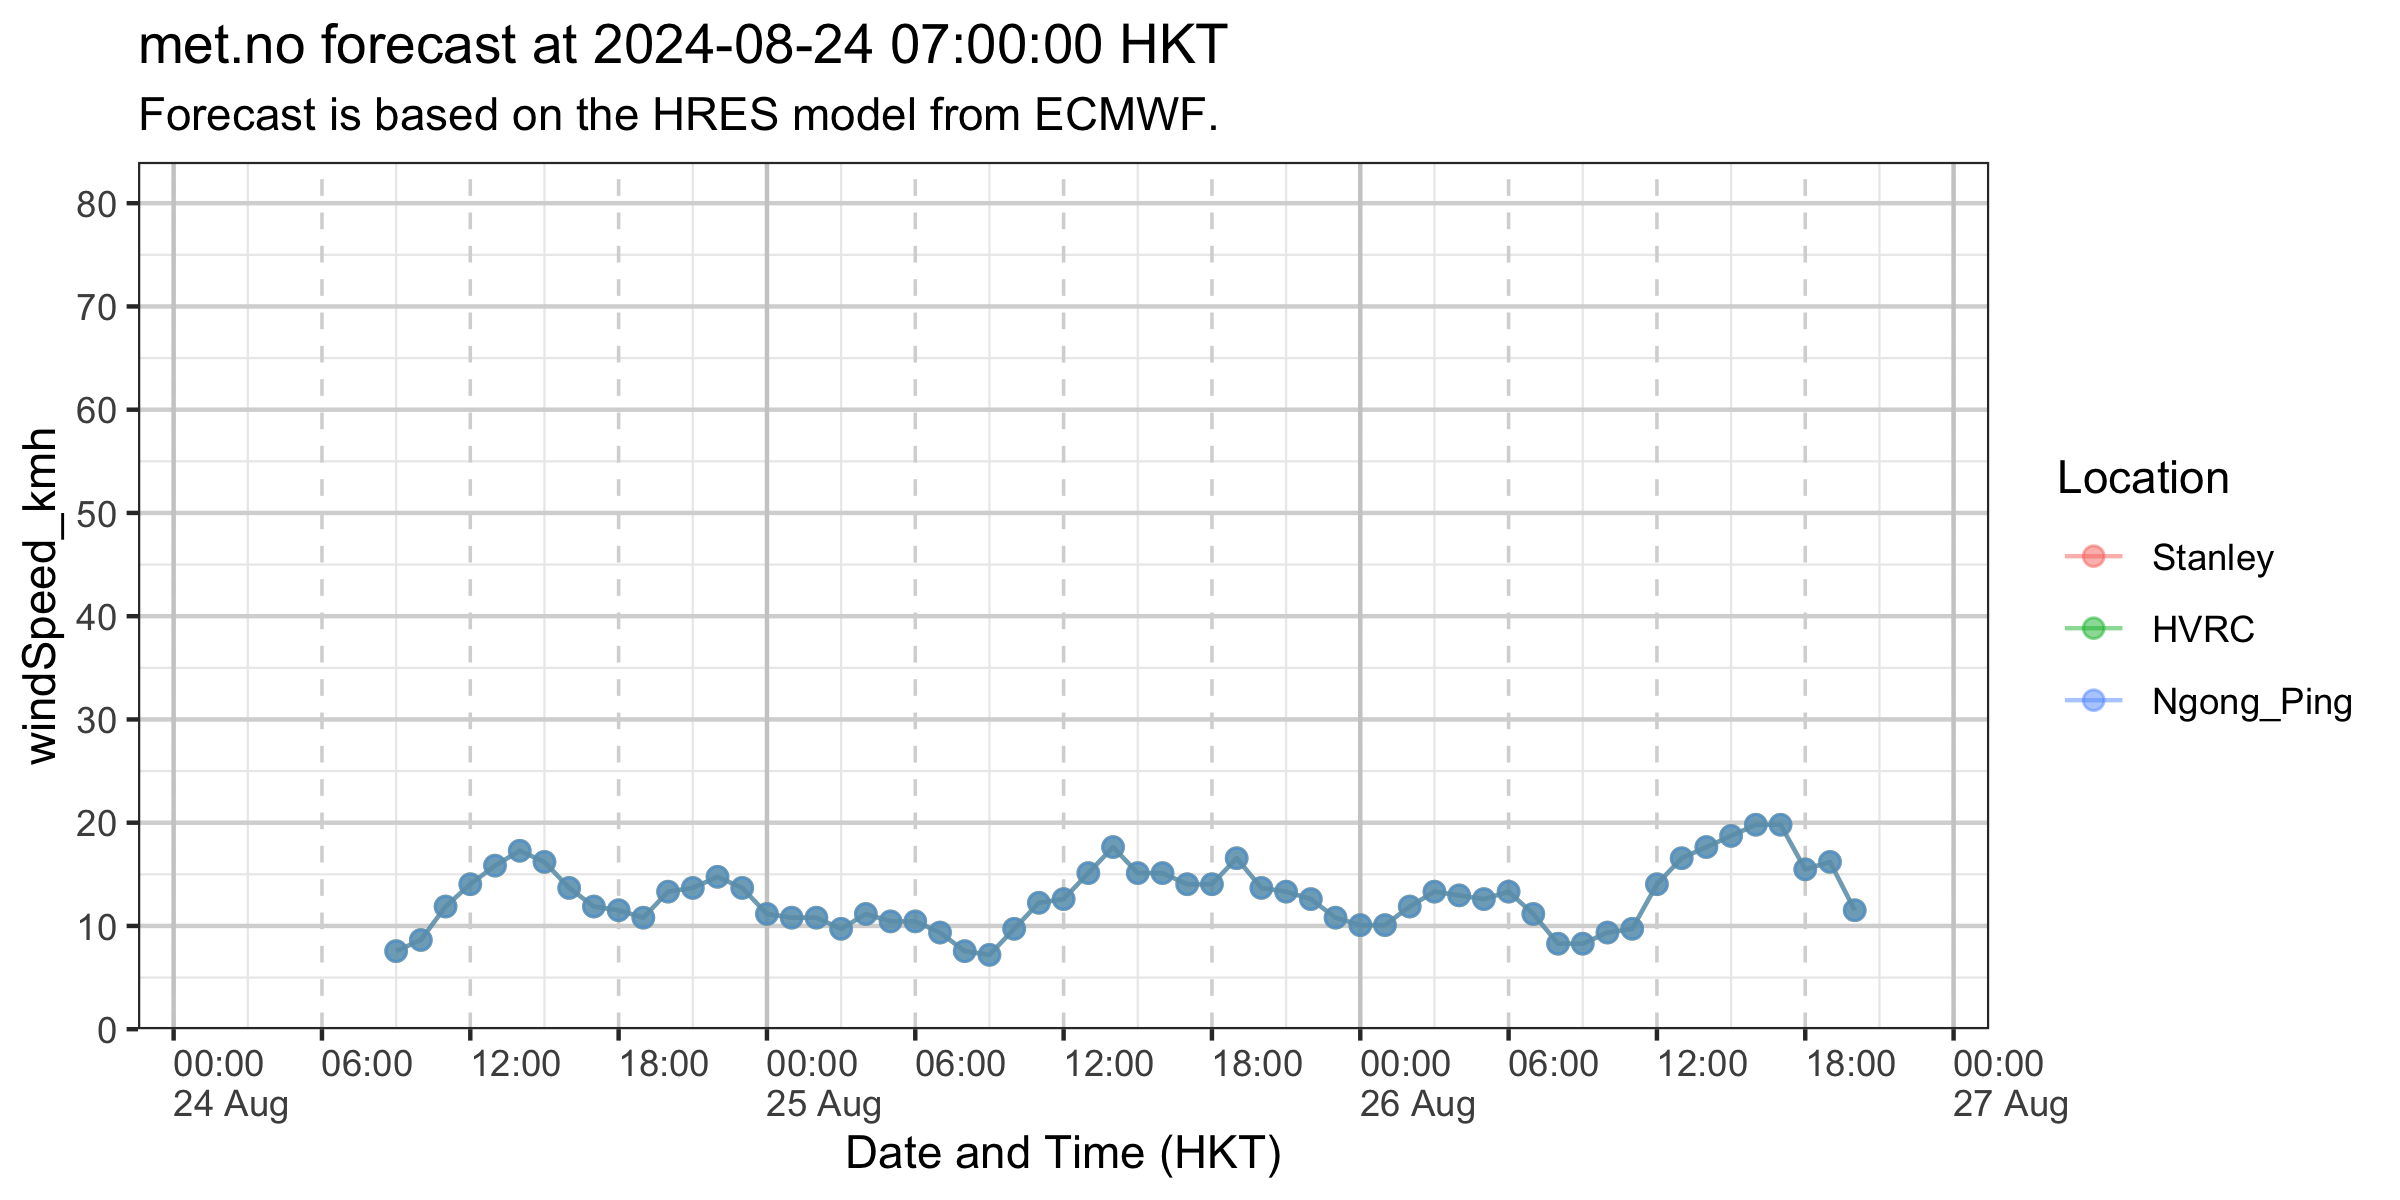 met.no forecast at 2024-08-24 07:00:00 HKT
Forecast is based on the HRES model from ECMWF.
windSpeed_kmh
80
70
60
50
40
30
20
10
0
00:00 06:00 12:00 18:00 00:00 06:00 12:00 18:00 00:00 06:00 12:00 18:00 00:00
24 Aug 25 Aug 26 Aug 27 Aug
Date and Time (HKT)
Location
Stanley
HVRC
Ngong_Ping